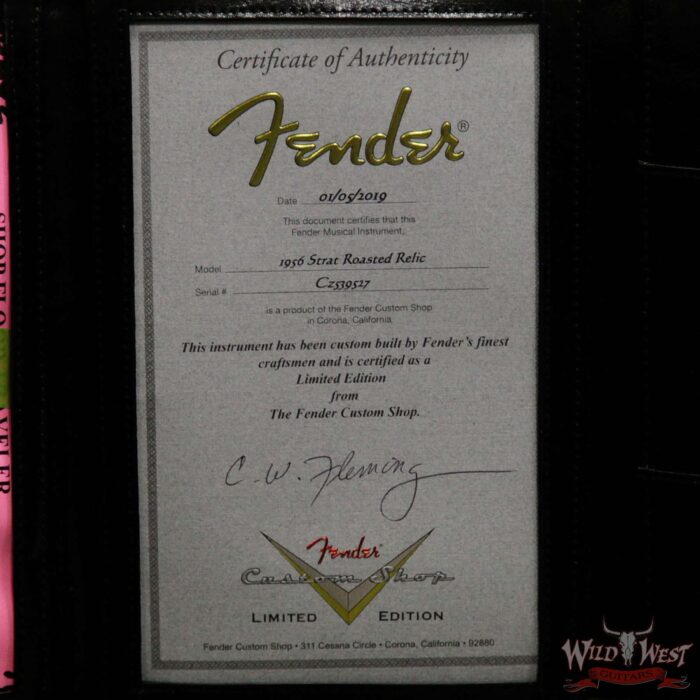 Certificate of Authenticity
Fender®
Date 01/05/2019
This document certifies that this
Fender Musical Instrument,
Model 1956 Strat Roasted Relic
Serial # Cz539527
is a product of the Fender Custom Shop
in Corona, California
This instrument has been custom built by Fender's finest
craftsmen and is certified as a
Limited Edition
from
The Fender Custom Shop.
C. W. Fleming
Fender
Custom Shop
LIMITED EDITION
Fender Custom Shop • 311 Cessna Circle • Corona, California • 92880
WILD WEST
GUITARS